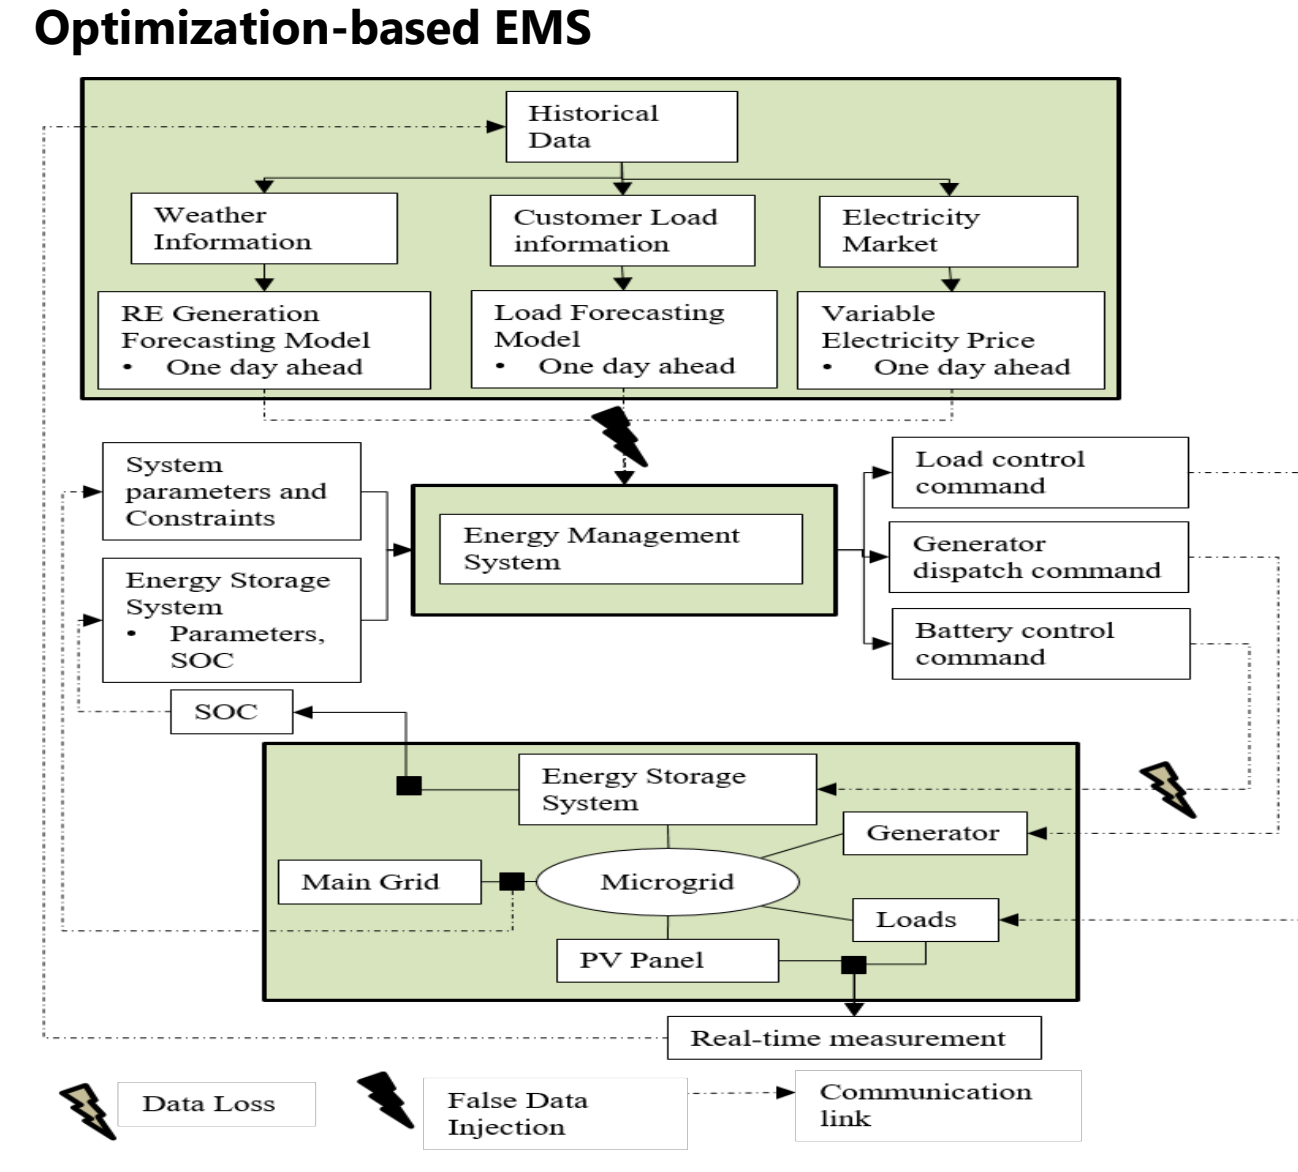 Optimization-based EMS
Historical
Data
Weather
Information
Customer Load
information
Electricity
Market
RE Generation
Forecasting Model
• One day ahead
Load Forecasting
Model
• One day ahead
Variable
Electricity Price
• One day ahead
System
parameters and
Constraints
Energy Storage
System
• Parameters,
SOC
Energy Management
System
Load control
command
Generator
dispatch command
Battery control
command
SOC
Energy Storage
System
Generator
Main Grid
Microgrid
Loads
PV Panel
Real-time measurement
Data Loss
False Data
Injection
Communication
link